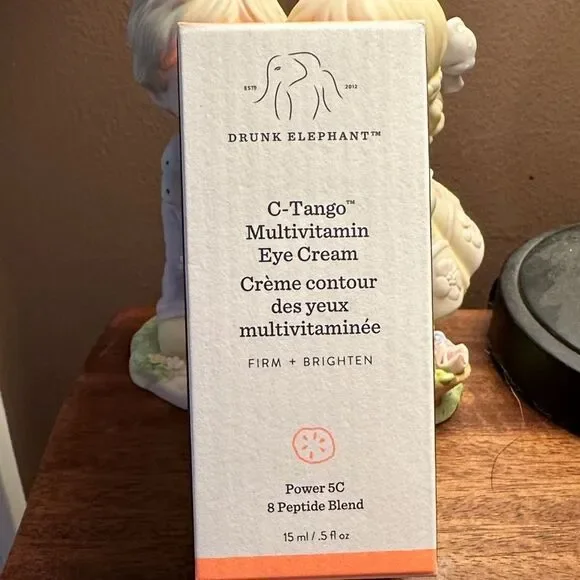 ESTD 2012
DRUNK ELEPHANT™
C-Tango™
Multivitamin
Eye Cream
Crème contour
des yeux
multivitaminée
FIRM + BRIGHTEN
Power 5C
8 Peptide Blend
15 ml / .5 fl oz